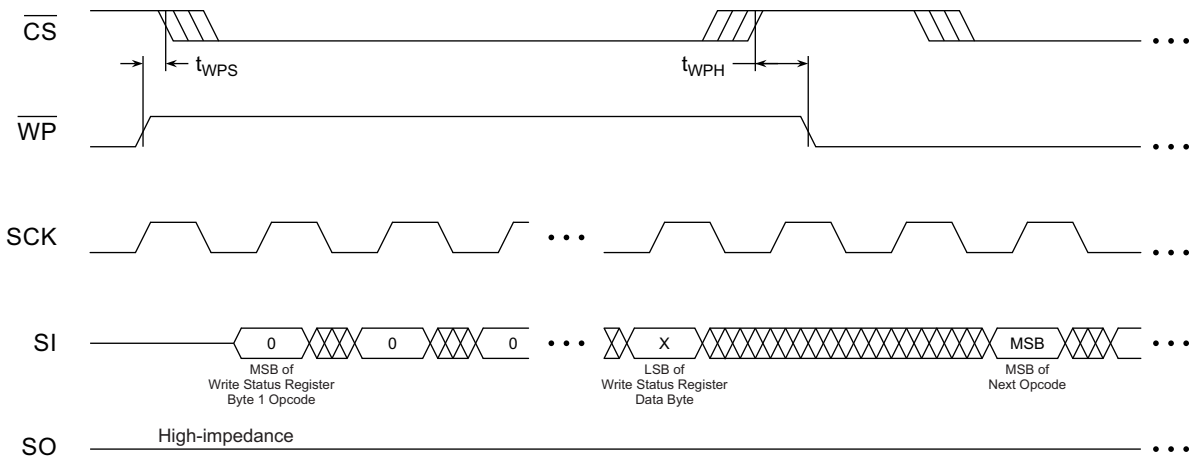 CS
tWPS
tWPH
WP
SCK
SI
0
0
0
X
MSB
MSB of
Write Status Register
Byte 1 Opcode
LSB of
Write Status Register
Data Byte
MSB of
Next Opcode
SO
High-impedance